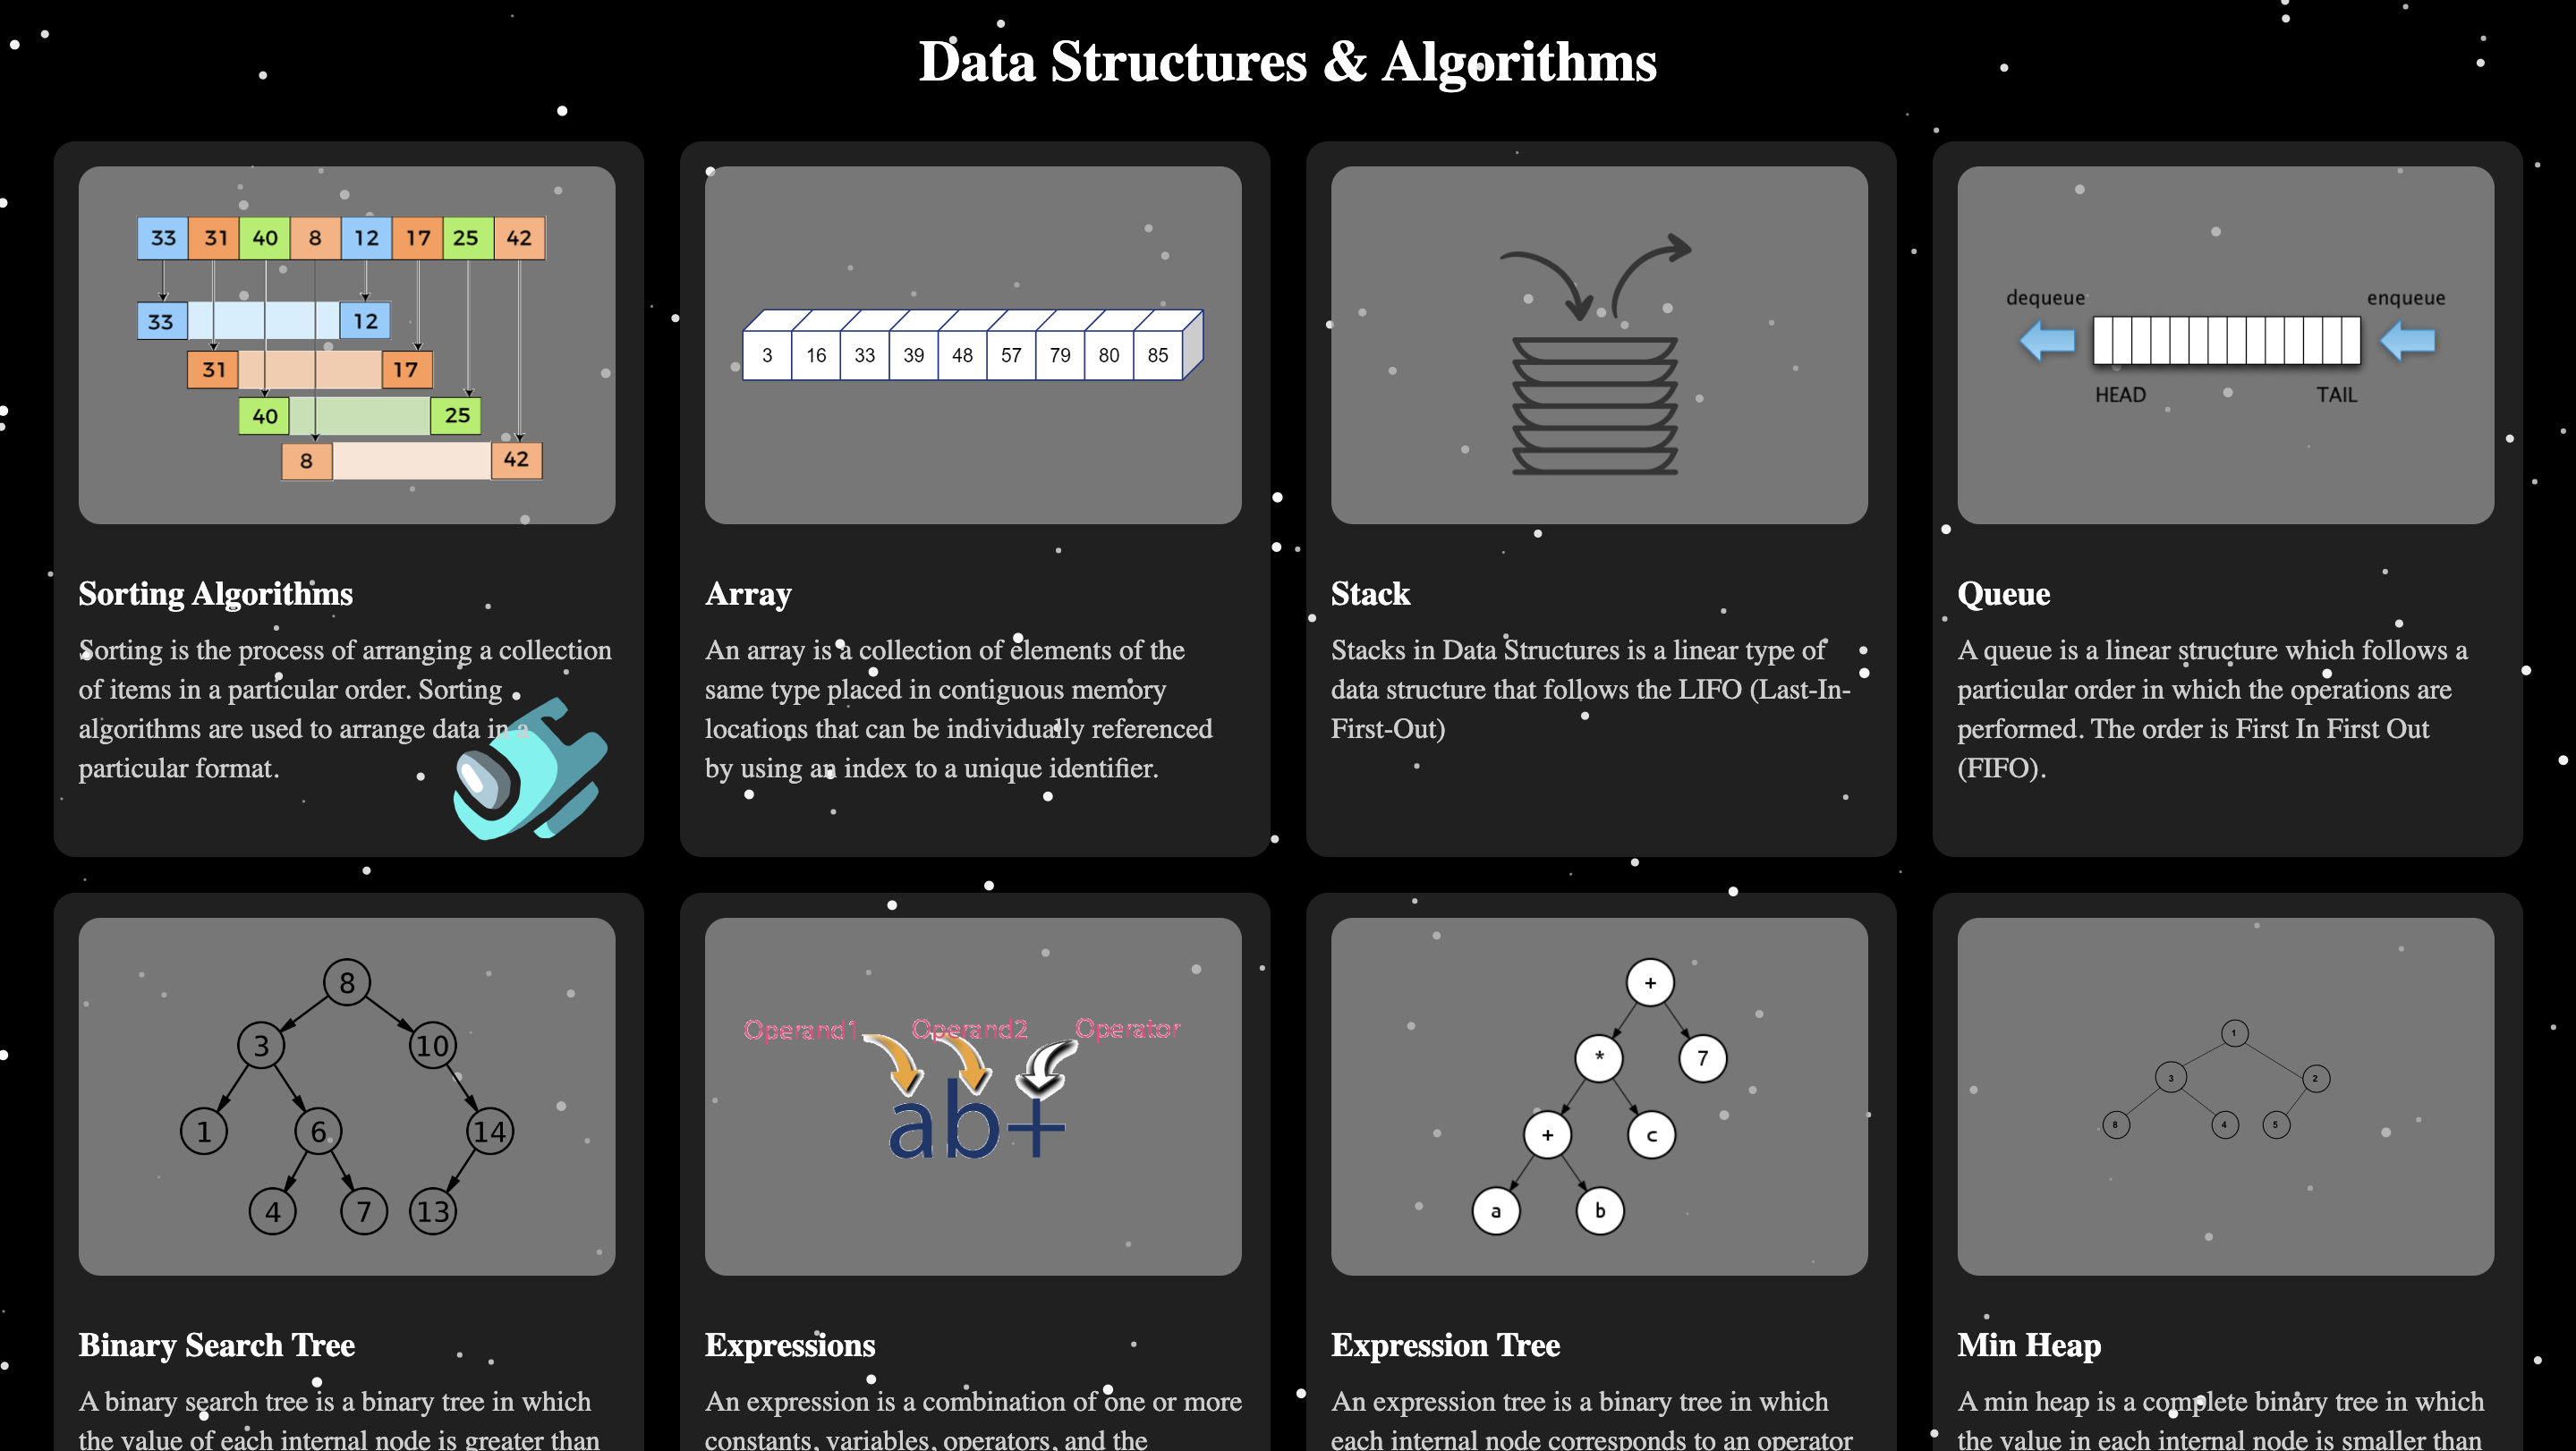 Data Structures & Algorithms
33 31 40 8 12 17 25 42
33 12
31 17
40 25
8 42
Sorting Algorithms
Sorting is the process of arranging a collection
of items in a particular order. Sorting
algorithms are used to arrange data in a
particular format.
3 16 33 39 48 57 79 80 85
Array
An array is a collection of elements of the
same type placed in contiguous memory
locations that can be individually referenced
by using an index to a unique identifier.
Stack
Stacks in Data Structures is a linear type of
data structure that follows the LIFO (Last-In-
First-Out)
dequeue enqueue
HEAD TAIL
Queue
A queue is a linear structure which follows a
particular order in which the operations are
performed. The order is First In First Out
(FIFO).
8
3 10
1 6 14
4 7 13
Binary Search Tree
A binary search tree is a binary tree in which
the value of each internal node is greater than
Operand1 Operand2 Operator
ab+
Expressions
An expression is a combination of one or more
constants, variables, operators, and the
+
* 7
+ c
a b
Expression Tree
An expression tree is a binary tree in which
each internal node corresponds to an operator
1
3 2
8 4 5
Min Heap
A min heap is a complete binary tree in which
the value in each internal node is smaller than